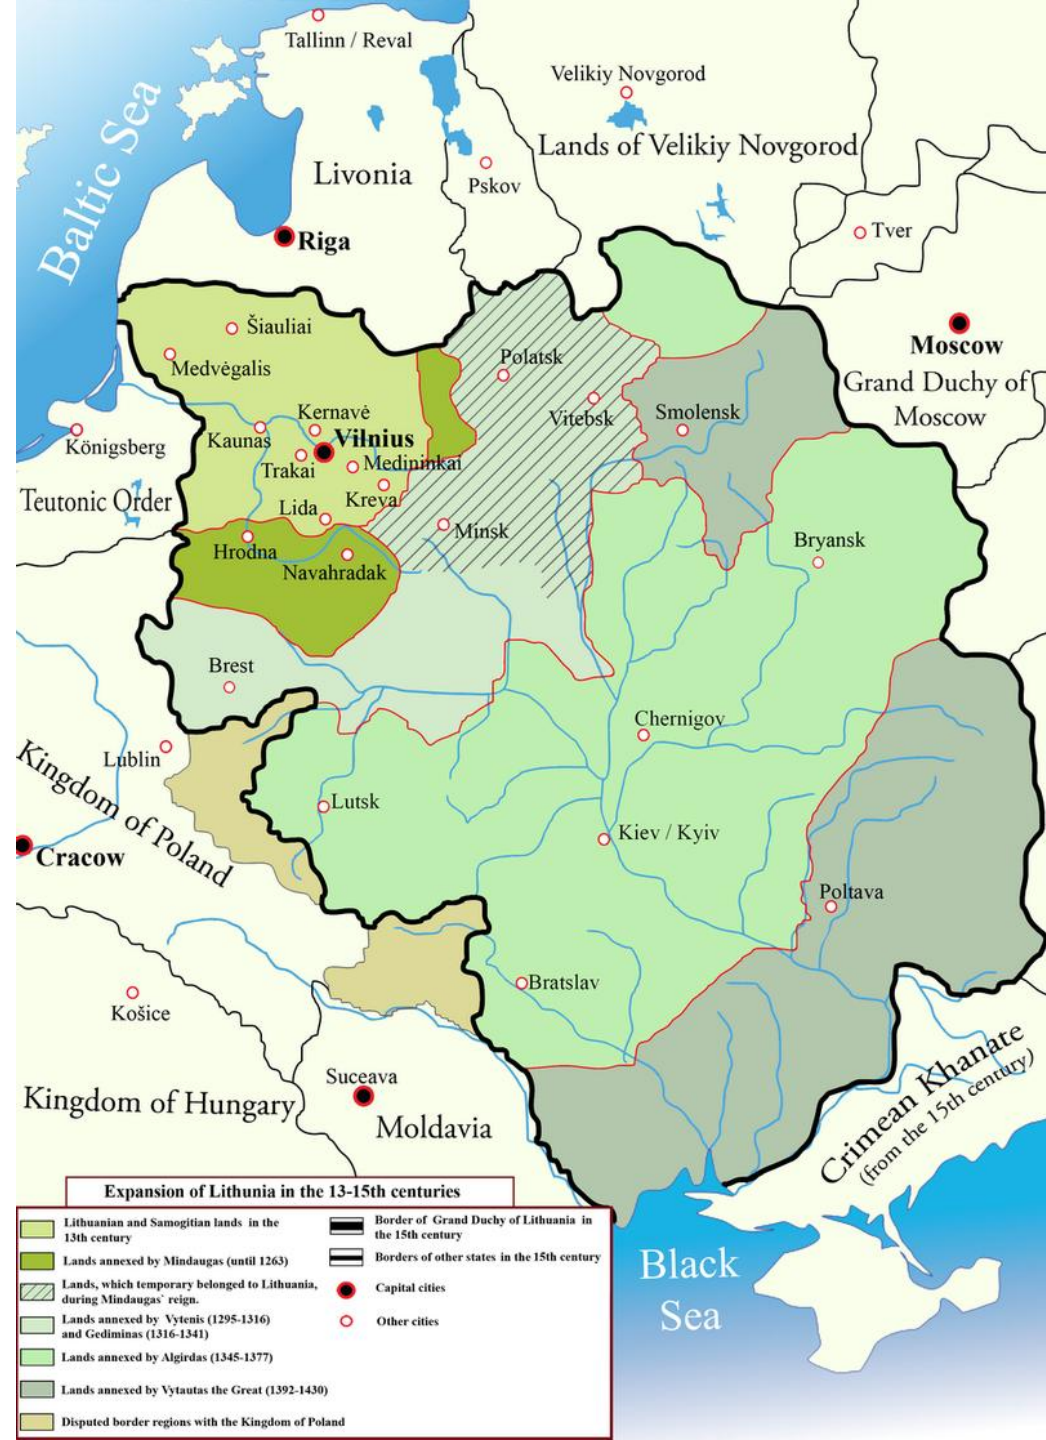 Tallinn / Reval
Velikiy Novgorod
Baltic Sea
Lands of Velikiy Novgorod
Livonia
Pskov
Tver
Riga
Šiauliai
Moscow
Medvėgalis
Polatsk
Grand Duchy of
Moscow
Kernavė
Vitebsk
Smolensk
Königsberg
Kaunas
Vilnius
Trakai
Medininkai
Teutonic Order
Kreva
Lida
Minsk
Hrodna
Bryansk
Navahradak
Brest
Chernigov
Lublin
Kingdom of Poland
Lutsk
Kiev / Kyiv
Cracow
Poltava
Bratslav
Košice
Suceava
Kingdom of Hungary
Moldavia
Crimean Khanate
(from the 15th century)
Black
Sea
Expansion of Lithunia in the 13-15th centuries
Lithuanian and Samogitian lands in the
13th century
Lands annexed by Mindaugas (until 1263)
Lands, which temporary belonged to Lithuania,
during Mindaugas` reign.
Lands annexed by Vytenis (1295-1316)
and Gediminas (1316-1341)
Lands annexed by Algirdas (1345-1377)
Lands annexed by Vytautas the Great (1392-1430)
Disputed border regions with the Kingdom of Poland
Border of Grand Duchy of Lithuania in
the 15th century
Borders of other states in the 15th century
Capital cities
Other cities